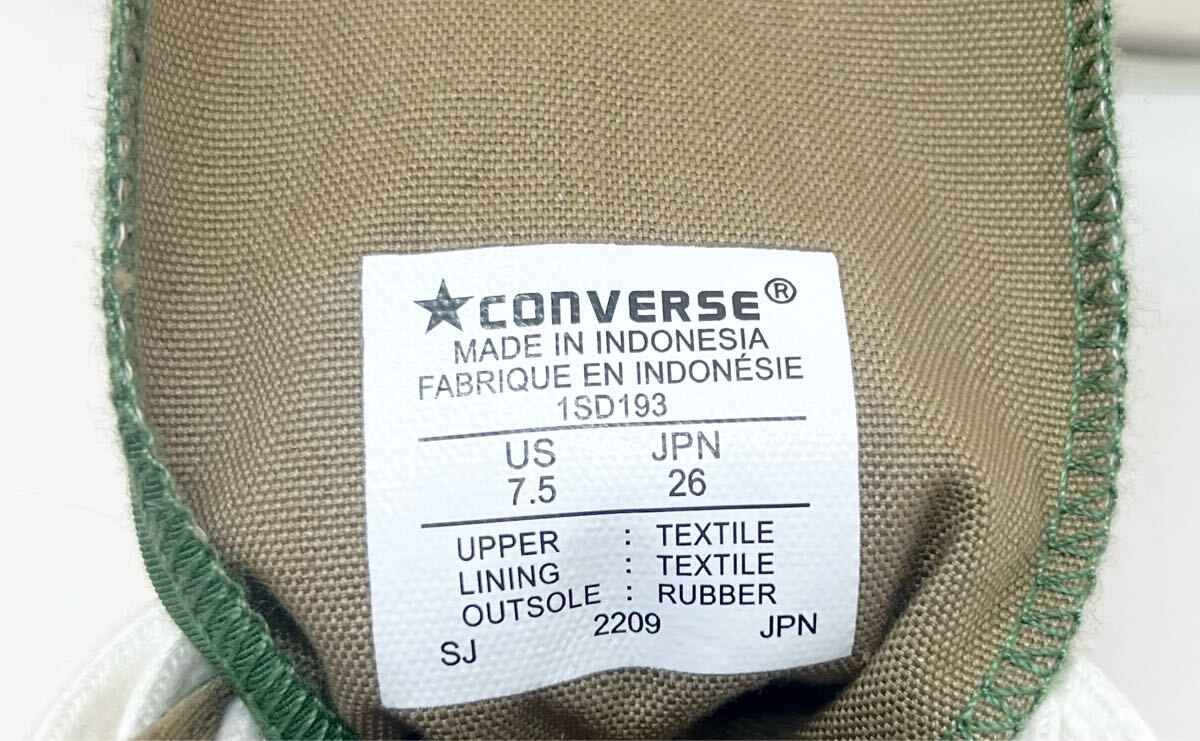 ★CONVERSE®
MADE IN INDONESIA
FABRIQUE EN INDONÉSIE
1SD193
US JPN
7.5 26
UPPER : TEXTILE
LINING : TEXTILE
OUTSOLE : RUBBER
SJ 2209 JPN